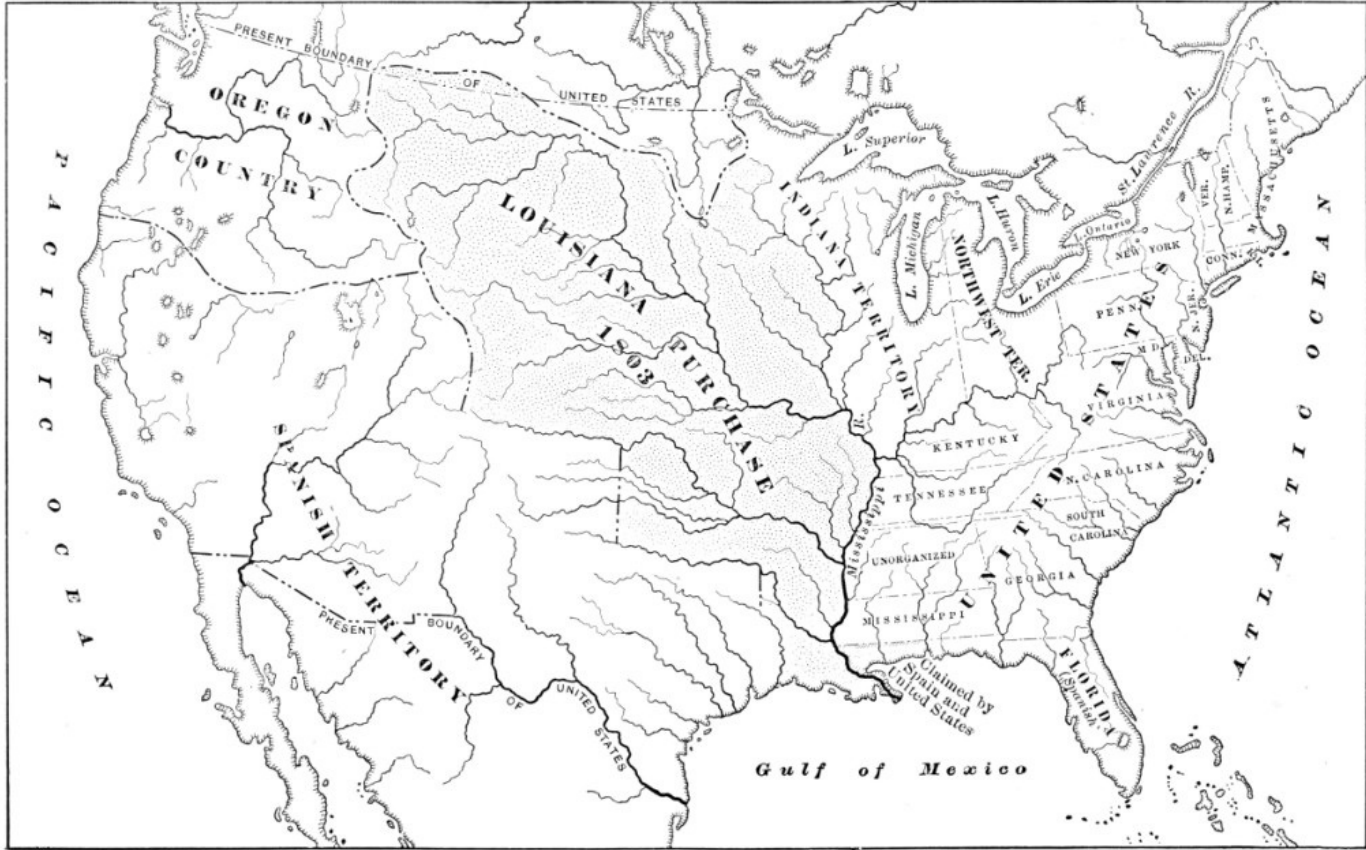 PRESENT BOUNDARY OF UNITED STATES
OREGON
COUNTRY
PACIFIC OCEAN
LOUISIANA
PURCHASE
1803
INDIANA TERRITORY
NORTHWEST TER.
L. Superior
L. Michigan
L. Huron
L. Ontario
L. Erie
St. Lawrence R.
MASSACHUSETTS
VER.
N. HAMP.
NEW YORK
CONN.
PENN.
N. JER.
MD.
DEL.
VIRGINIA
UNITED STATES
KENTUCKY
TENNESSEE
N. CAROLINA
SOUTH
CAROLINA
UNORGANIZED
GEORGIA
MISSISSIPPI
Mississippi R.
SPANISH TERRITORY
PRESENT BOUNDARY OF UNITED STATES
Claimed by
Spain and
United States
FLORIDA
Spanish.
Gulf of Mexico
ATLANTIC OCEAN